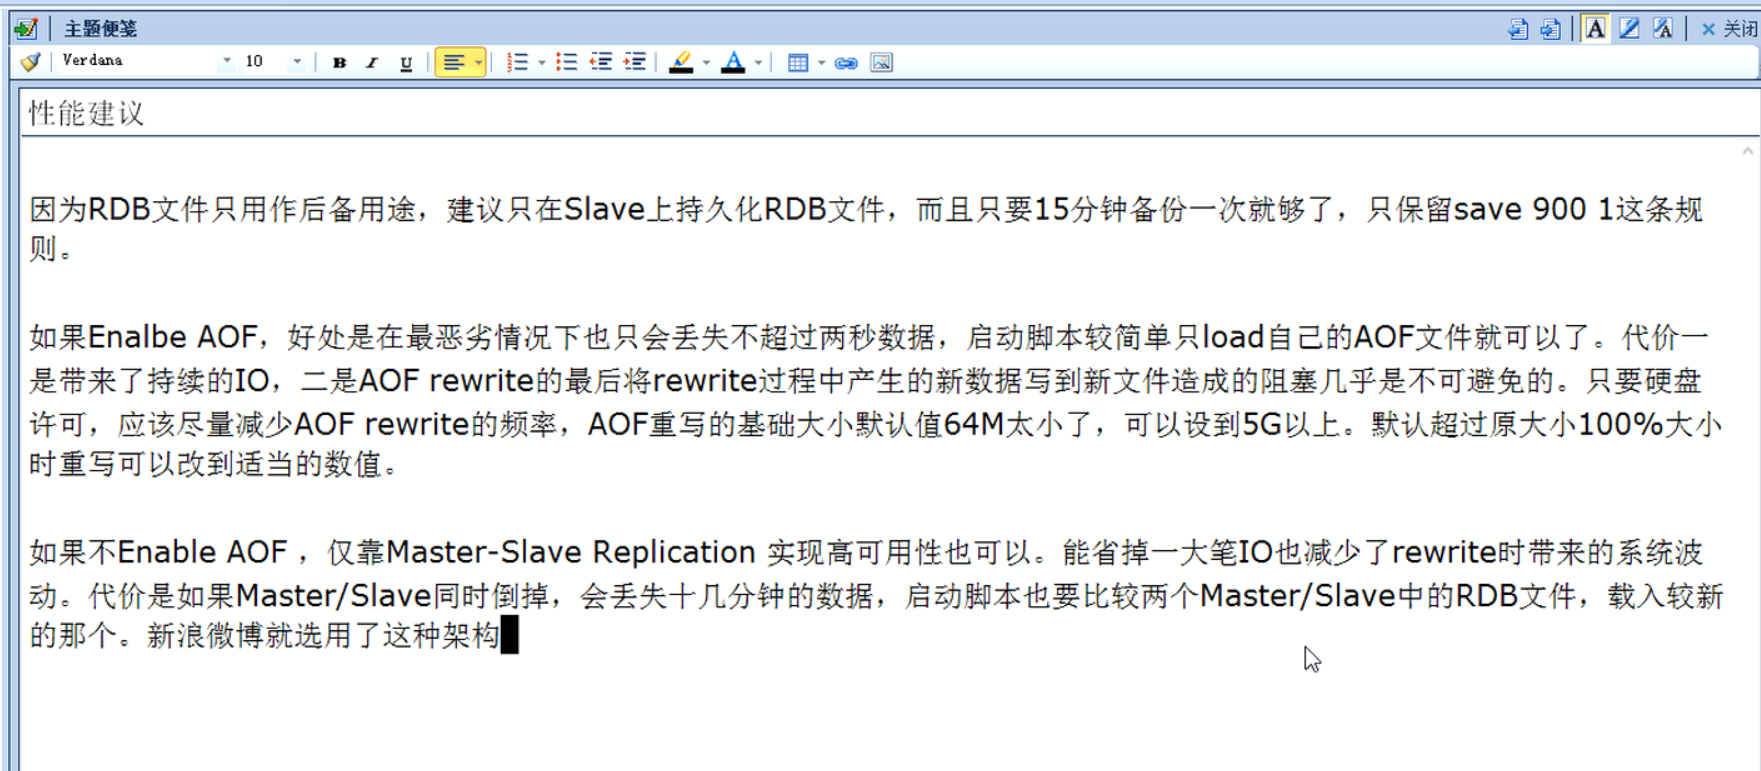 主题便笺
关闭
Verdana 10 B I U A
性能建议
因为RDB文件只用作后备用途，建议只在Slave上持久化RDB文件，而且只要15分钟备份一次就够了，只保留save 900 1这条规
则。
如果Enalbe AOF，好处是在最恶劣情况下也只会丢失不超过两秒数据，启动脚本较简单只load自己的AOF文件就可以了。代价一
是带来了持续的IO，二是AOF rewrite的最后将rewrite过程中产生的新数据写到新文件造成的阻塞几乎是不可避免的。只要硬盘
许可，应该尽量减少AOF rewrite的频率，AOF重写的基础大小默认值64M太小了，可以设到5G以上。默认超过原大小100%大小
时重写可以改到适当的数值。
如果不Enable AOF ，仅靠Master-Slave Replication 实现高可用性也可以。能省掉一大笔IO也减少了rewrite时带来的系统波
动。代价是如果Master/Slave同时倒掉，会丢失十几分钟的数据，启动脚本也要比较两个Master/Slave中的RDB文件，载入较新
的那个。新浪微博就选用了这种架构